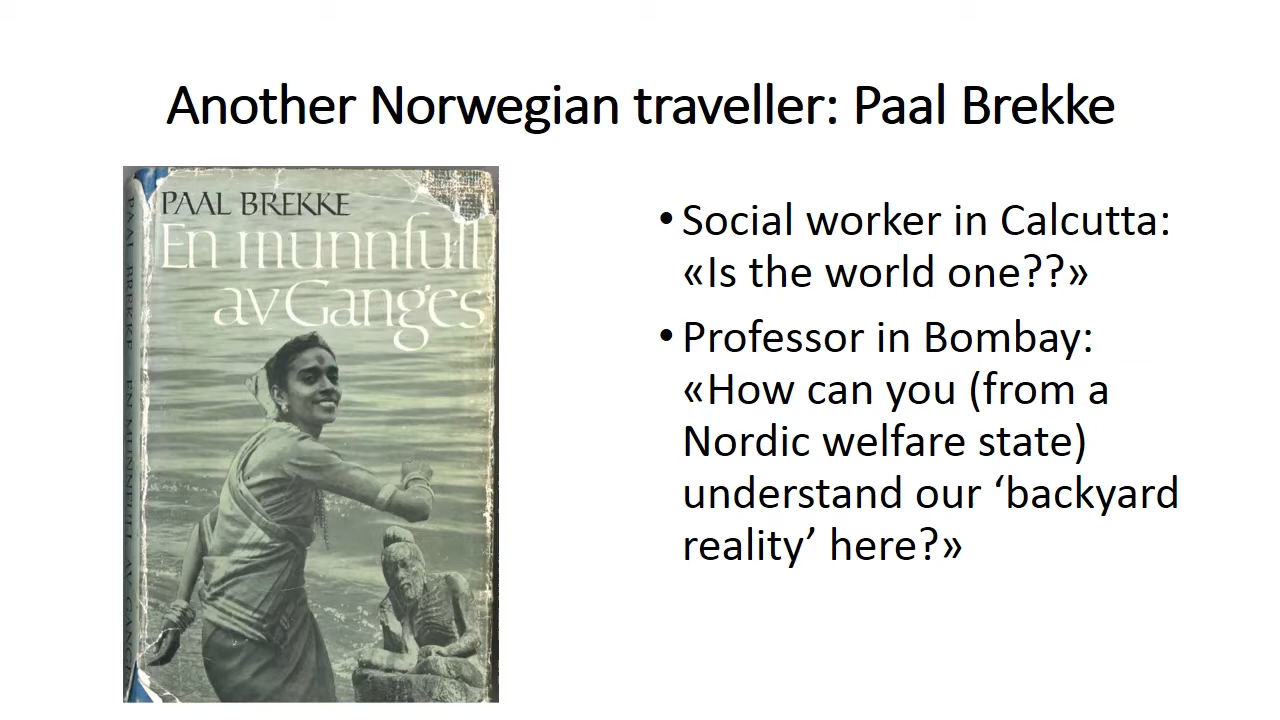 Another Norwegian traveller: Paal Brekke
PAAL BREKKE
En munnfull
av Ganges
PAAL BREKKE EN MUNNFULL AV GANGES
• Social worker in Calcutta:
«Is the world one??»
• Professor in Bombay:
«How can you (from a
Nordic welfare state)
understand our ‘backyard
reality’ here?»